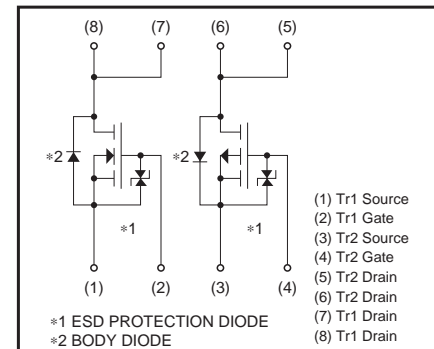 (8) (7) (6) (5)
∗2 ∗2
∗1 ∗1
(1) (2) (3) (4)
(1) Tr1 Source
(2) Tr1 Gate
(3) Tr2 Source
(4) Tr2 Gate
(5) Tr2 Drain
(6) Tr2 Drain
(7) Tr1 Drain
(8) Tr1 Drain
∗1 ESD PROTECTION DIODE
∗2 BODY DIODE